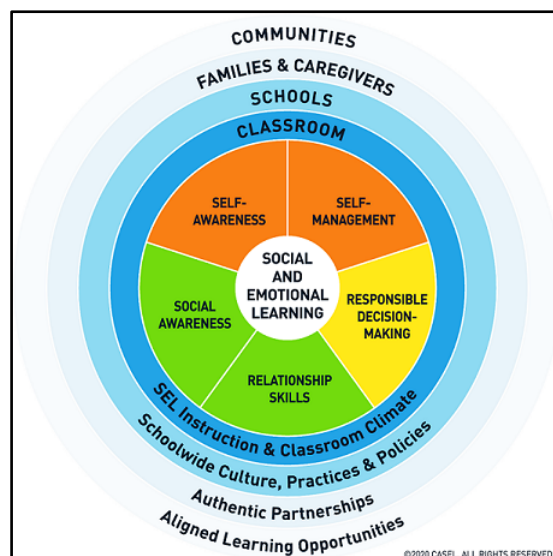 COMMUNITIES
FAMILIES & CAREGIVERS
SCHOOLS
CLASSROOM
SELF-
AWARENESS
SELF-
MANAGEMENT
SOCIAL
AND
EMOTIONAL
LEARNING
SOCIAL
AWARENESS
RESPONSIBLE
DECISION-
MAKING
RELATIONSHIP
SKILLS
SEL Instruction & Classroom Climate
Schoolwide Culture, Practices & Policies
Authentic Partnerships
Aligned Learning Opportunities
©2020 CASEL. ALL RIGHTS RESERVED